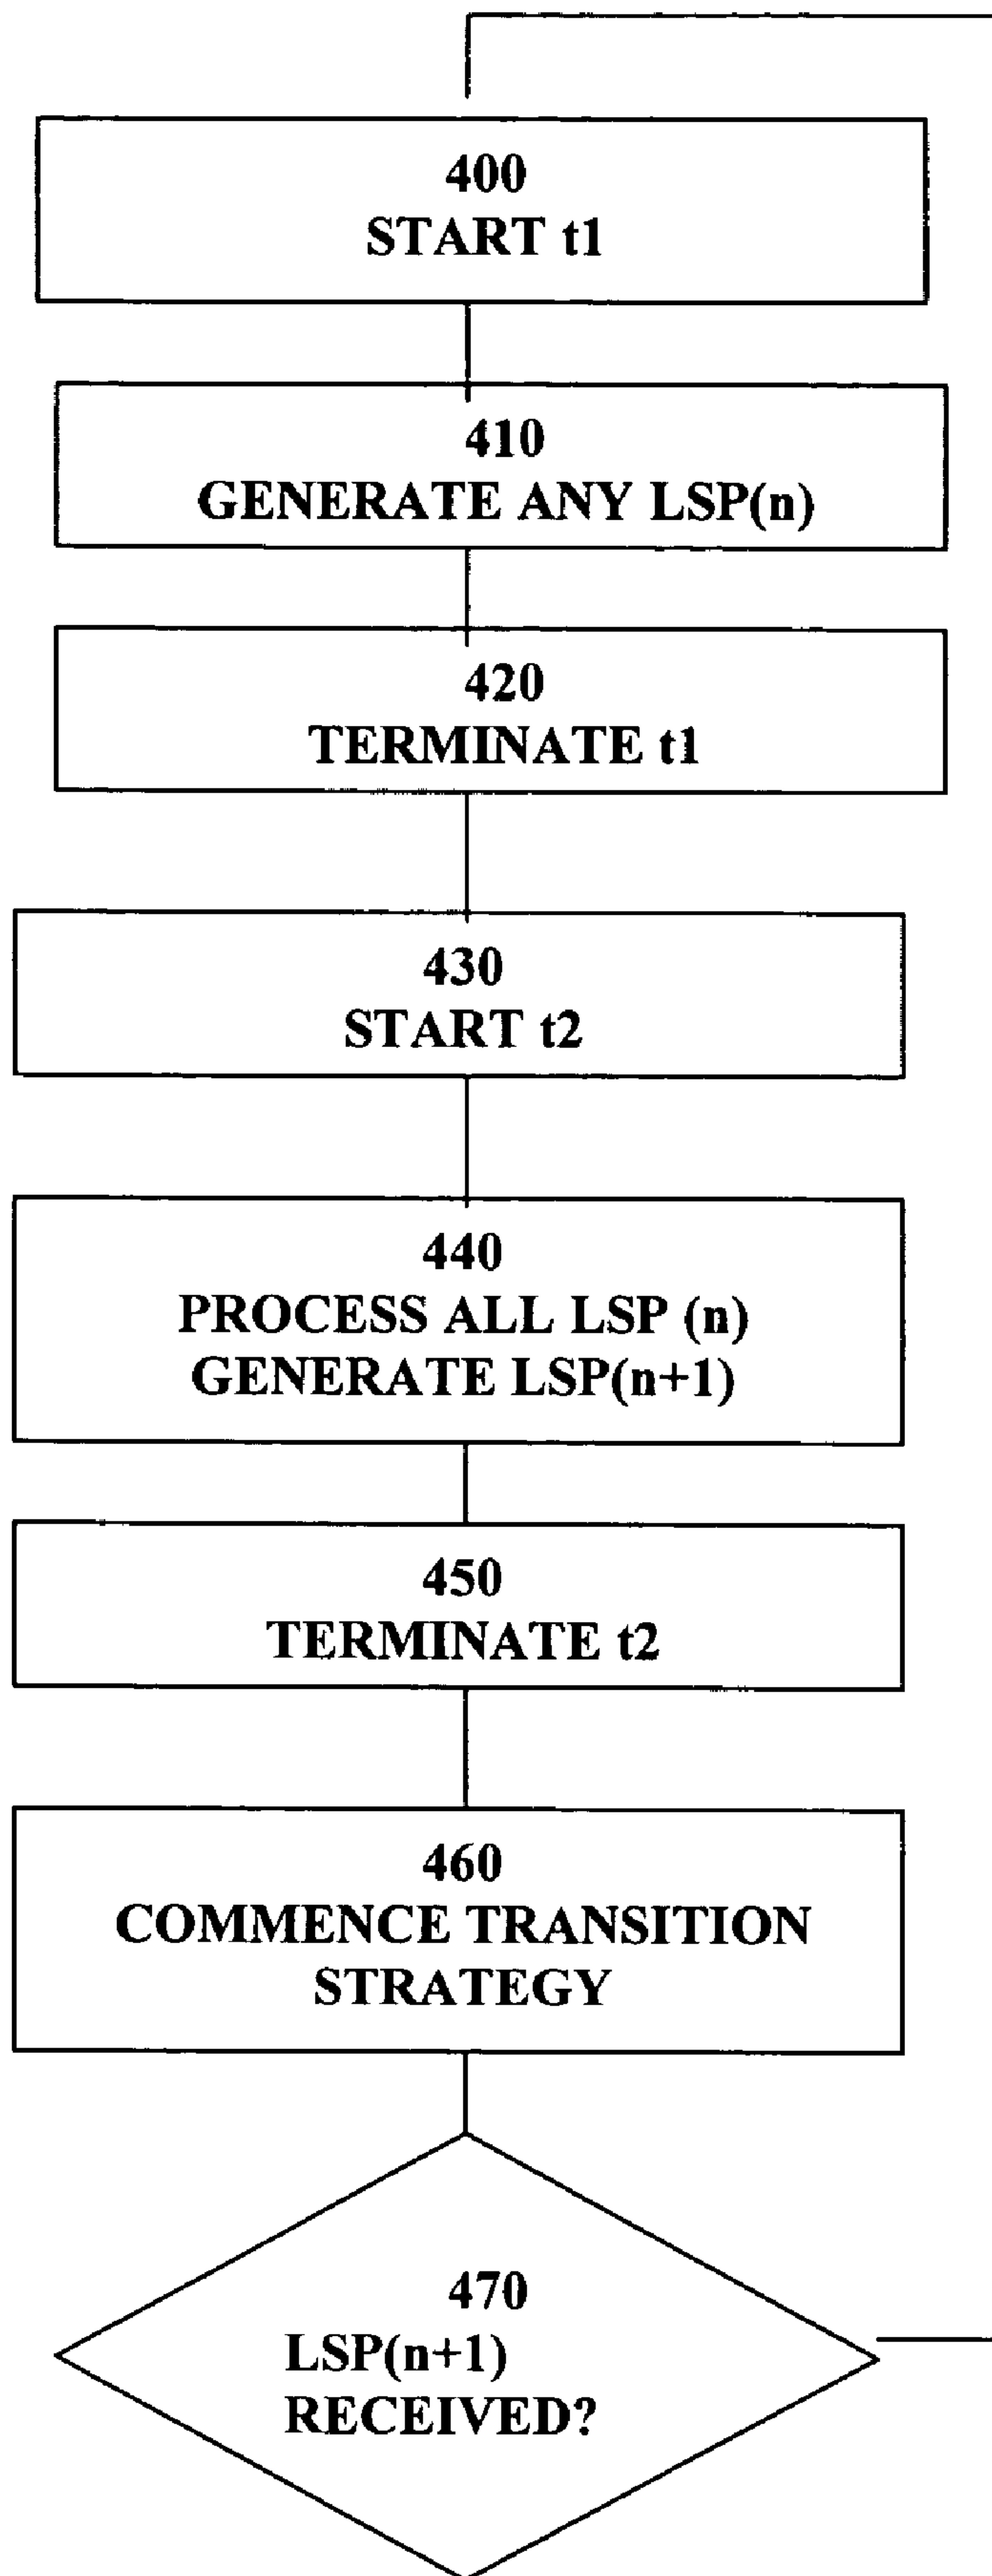 400
START t1
410
GENERATE ANY LSP(n)
420
TERMINATE t1
430
START t2
440
PROCESS ALL LSP (n)
GENERATE LSP(n+1)
450
TERMINATE t2
460
COMMENCE TRANSITION
STRATEGY
470
LSP(n+1)
RECEIVED?